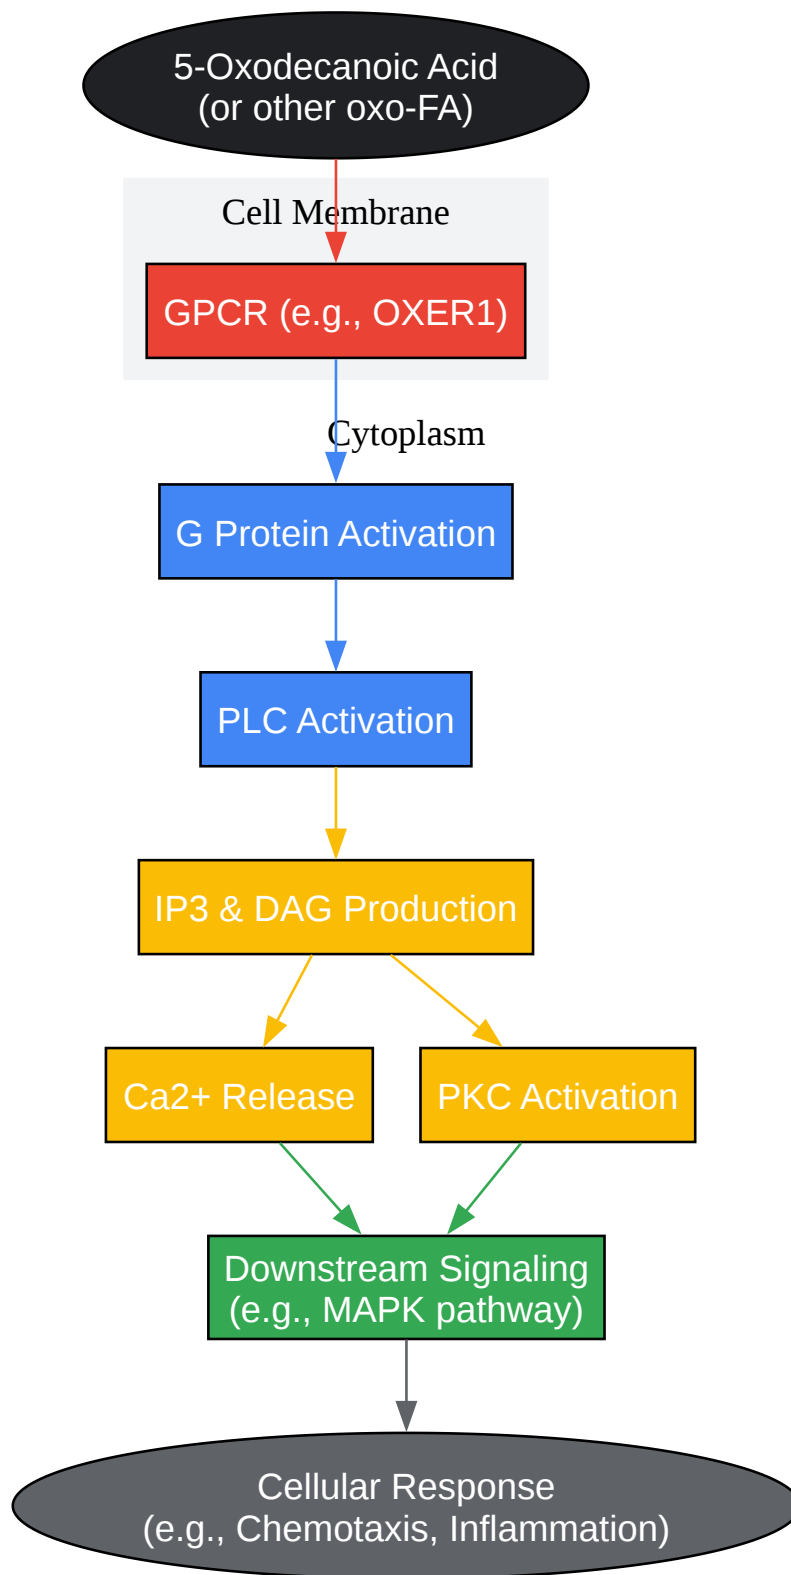 5-Oxodecanoic Acid
(or other oxo-FA)
Cell Membrane
GPCR (e.g., OXER1)
Cytoplasm
G Protein Activation
PLC Activation
IP3 & DAG Production
Ca2+ Release
PKC Activation
Downstream Signaling
(e.g., MAPK pathway)
Cellular Response
(e.g., Chemotaxis, Inflammation)